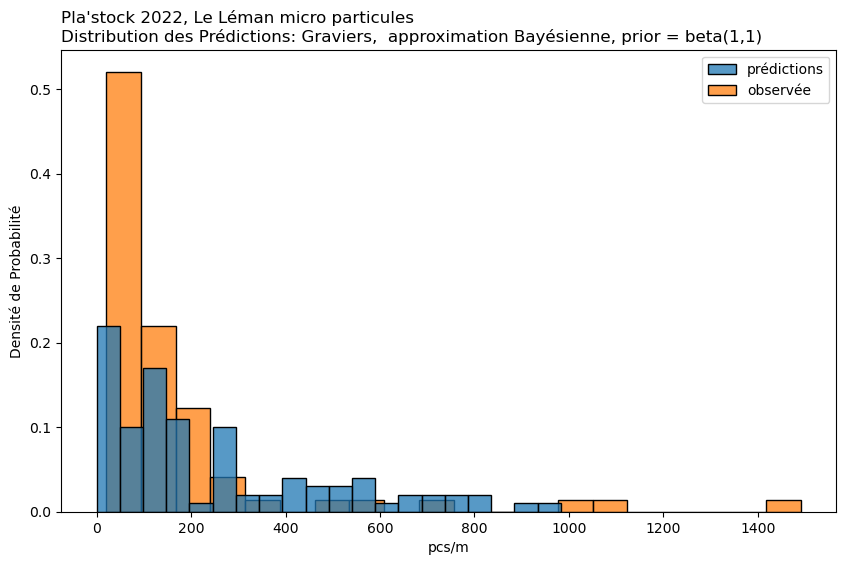 Pla'stock 2022, Le Léman micro particules
Distribution des Prédictions: Graviers,  approximation Bayésienne, prior = beta(1,1)
prédictions
observée
Densité de Probabilité
0.5
0.4
0.3
0.2
0.1
0.0
0 200 400 600 800 1000 1200 1400
pcs/m